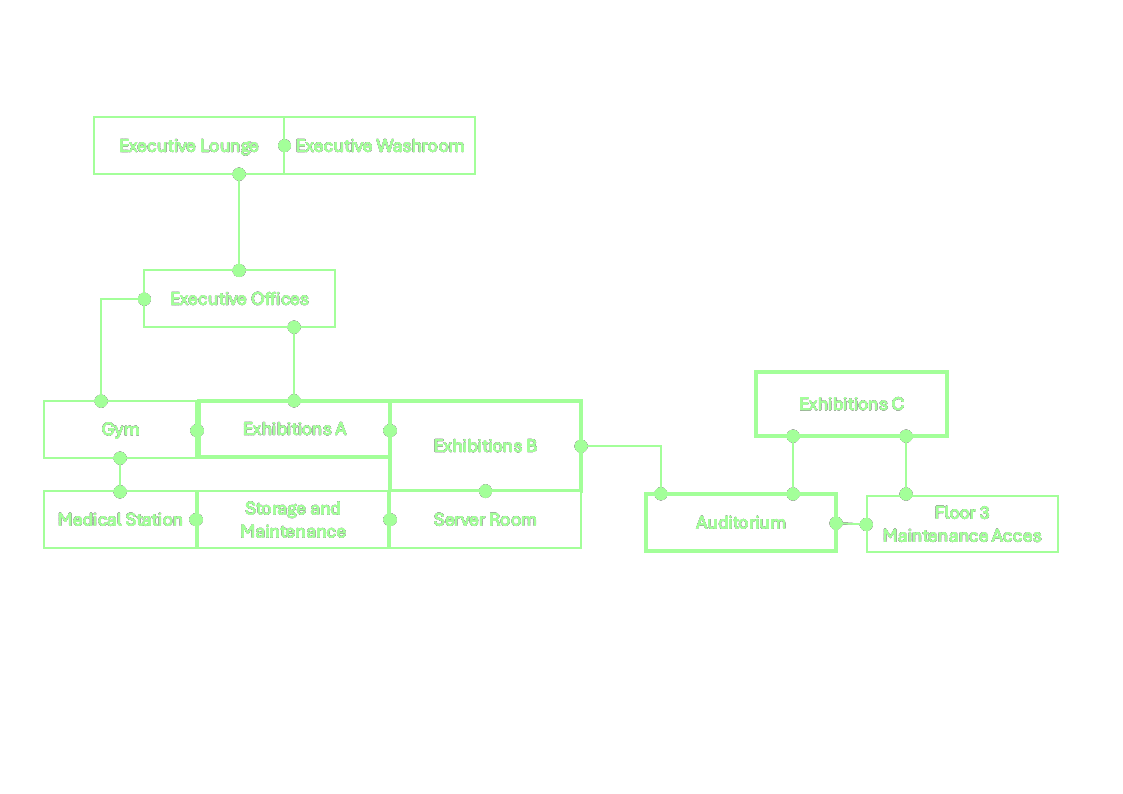 Executive Lounge
Executive Washroom
Executive Offices
Gym
Exhibitions A
Exhibitions B
Exhibitions C
Medical Station
Storage and
Maintenance
Server Room
Auditorium
Floor 3
Maintenance Acces